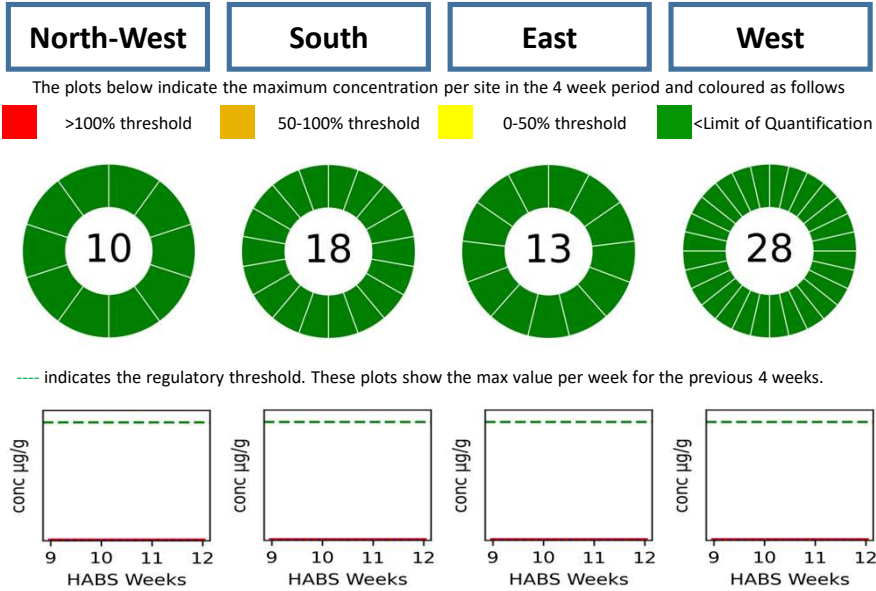 North-West
South
East
West
The plots below indicate the maximum concentration per site in the 4 week period and coloured as follows
>100% threshold
50-100% threshold
0-50% threshold
<Limit of Quantification
10
18
13
28
---- indicates the regulatory threshold. These plots show the max value per week for the previous 4 weeks.
conc µg/g
9 10 11 12
HABS Weeks
conc µg/g
9 10 11 12
HABS Weeks
conc µg/g
9 10 11 12
HABS Weeks
conc µg/g
9 10 11 12
HABS Weeks